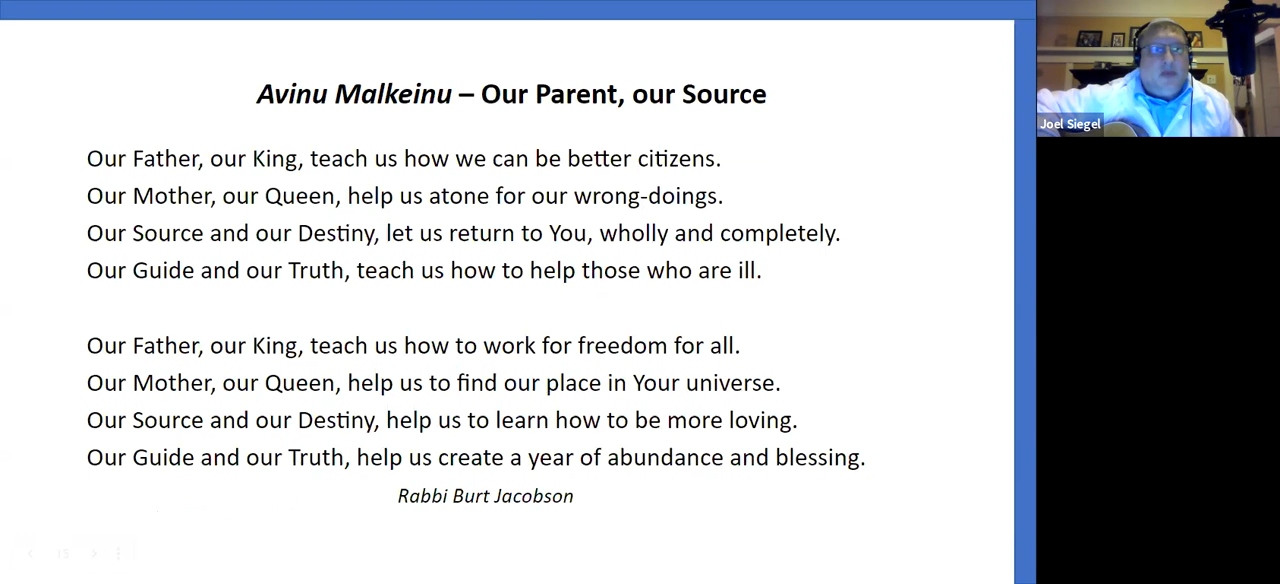 Avinu Malkeinu – Our Parent, our Source
Our Father, our King, teach us how we can be better citizens.
Our Mother, our Queen, help us atone for our wrong-doings.
Our Source and our Destiny, let us return to You, wholly and completely.
Our Guide and our Truth, teach us how to help those who are ill.
Our Father, our King, teach us how to work for freedom for all.
Our Mother, our Queen, help us to find our place in Your universe.
Our Source and our Destiny, help us to learn how to be more loving.
Our Guide and our Truth, help us create a year of abundance and blessing.
Rabbi Burt Jacobson
15
Joel Siegel